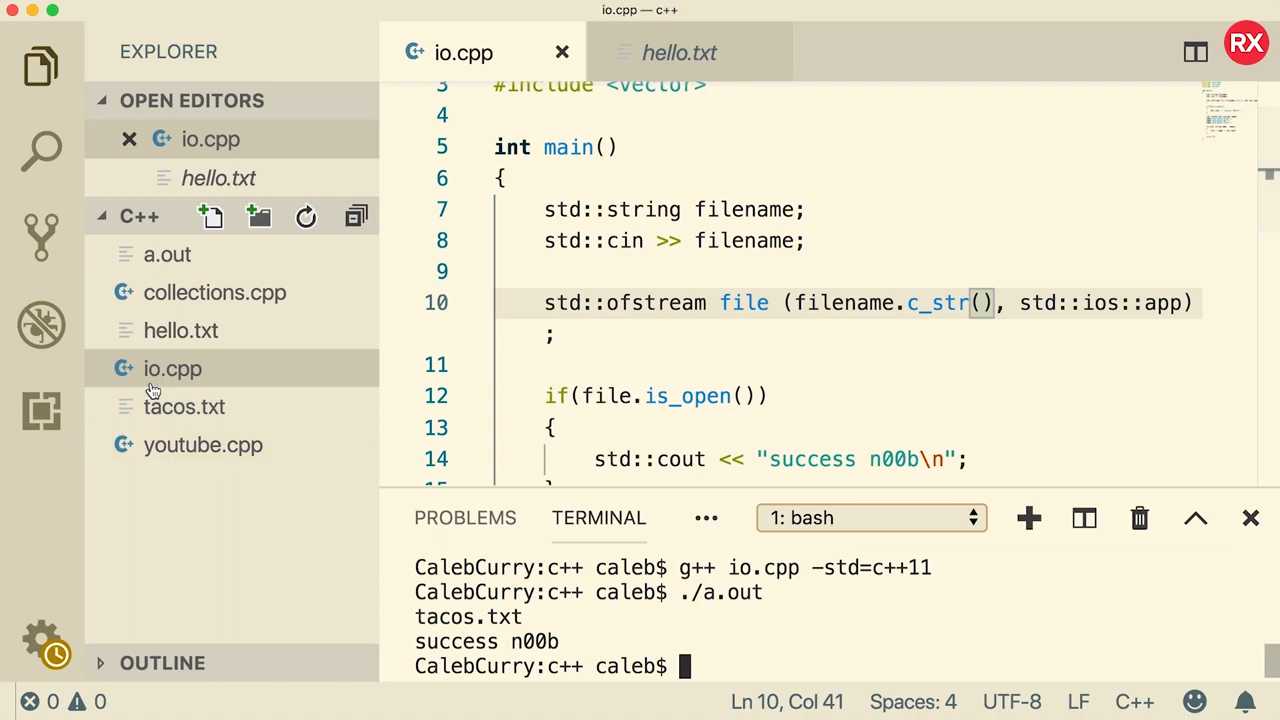 io.cpp — c++
RX
EXPLORER
OPEN EDITORS
io.cpp
hello.txt
C++
a.out
collections.cpp
hello.txt
io.cpp
tacos.txt
youtube.cpp
OUTLINE
io.cpp
hello.txt
3 #include <vector>
4
5 int main()
6 {
7 std::string filename;
8 std::cin >> filename;
9
10 std::ofstream file (filename.c_str(), std::ios::app)
;
11
12 if(file.is_open())
13 {
14 std::cout << "success n00b\n";
15 }
PROBLEMS TERMINAL ••• 1: bash
CalebCurry:c++ caleb$ g++ io.cpp -std=c++11
CalebCurry:c++ caleb$ ./a.out
tacos.txt
success n00b
CalebCurry:c++ caleb$
0 0 Ln 10, Col 41 Spaces: 4 UTF-8 LF C++